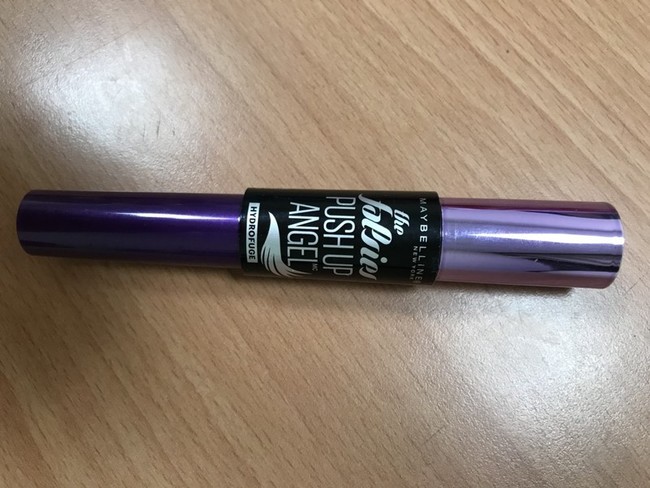 MAYBELLINE
NEW YORK
the
falsies
PUSH UP
ANGEL MC
HYDROFUGE